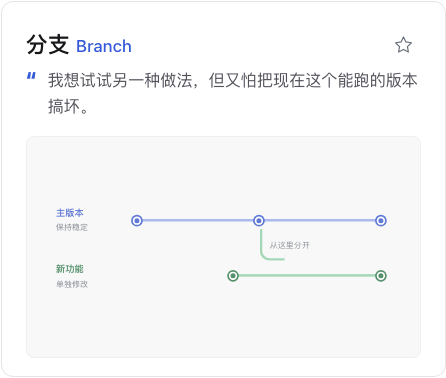 分支 Branch
“ 我想试试另一种做法，但又怕把现在这个能跑的版本
搞坏。
主版本
保持稳定
从这里分开
新功能
单独修改